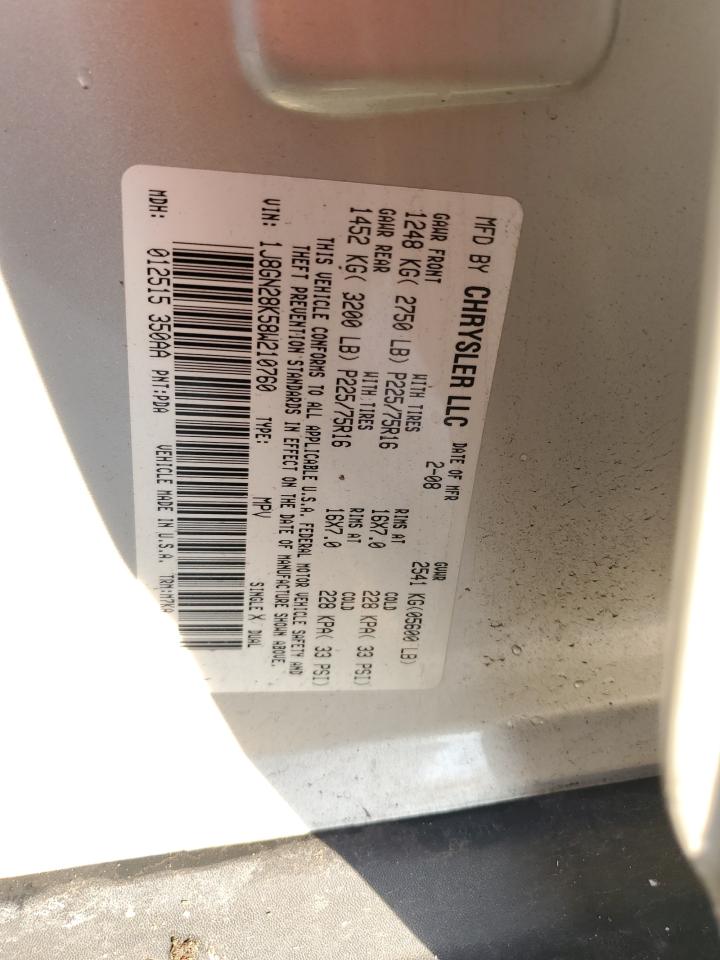 MFD BY CHRYSLER LLC DATE OF MFR 2-08 GVWR 2541 KG(05600 LB)
GAWR FRONT WITH TIRES RIMS AT COLD
1248 KG( 2750 LB) P225/75R16 16X7.0 228 KPA( 33 PSI)
GAWR REAR WITH TIRES RIMS AT COLD
1452 KG( 3200 LB) P225/75R16 16X7.0 228 KPA( 33 PSI)
THIS VEHICLE CONFORMS TO ALL APPLICABLE U.S.A. FEDERAL MOTOR VEHICLE SAFETY AND
THEFT PREVENTION STANDARDS IN EFFECT ON THE DATE OF MANUFACTURE SHOWN ABOVE.
VIN: 1J8GN28K58W210760 TYPE: MPV SINGLE X DUAL
MDH: 012515 350AA PNT:PDA VEHICLE MADE IN U.S.A.